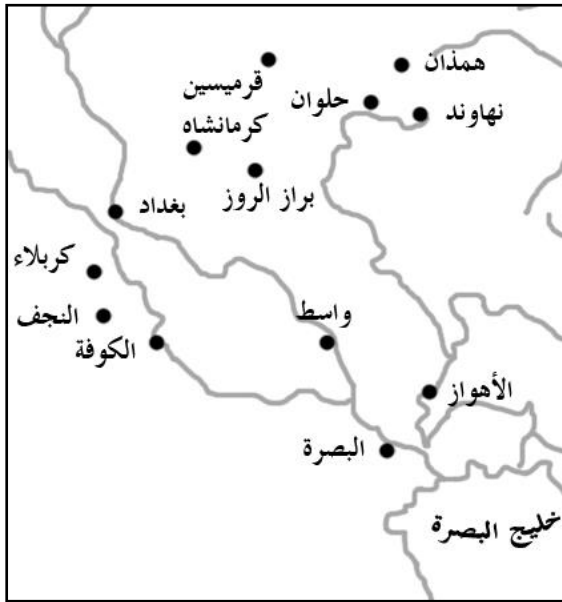 همذان
قرميسين
حلوان
نهاوند
كرمانشاه
براز الروز
بغداد
كربلاء
واسط
النجف
الكوفة
الأهواز
البصرة
خليج البصرة